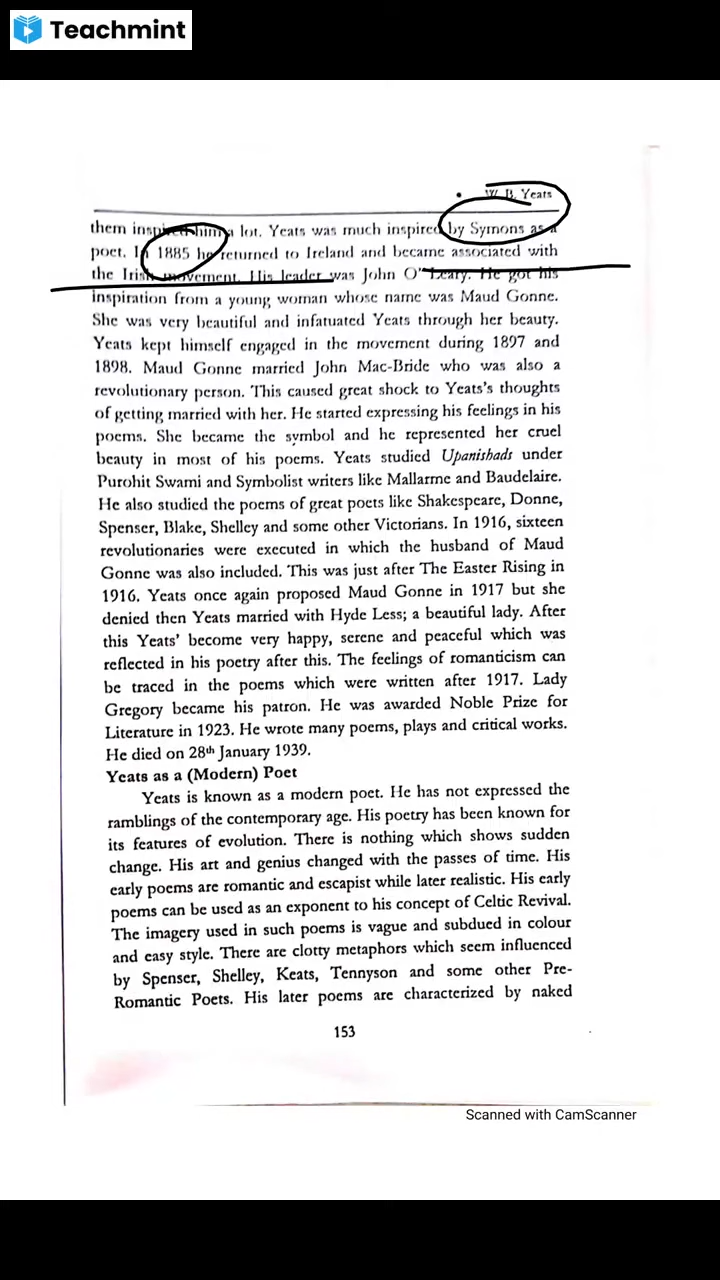 Teachmint
W. B. Yeats
them inspired him a lot. Yeats was much inspired by Symons as a
poet. In 1885 he returned to Ireland and became associated with
the Irish movement. His leader was John O'Leary. He got his
inspiration from a young woman whose name was Maud Gonne.
She was very beautiful and infatuated Yeats through her beauty.
Yeats kept himself engaged in the movement during 1897 and
1898. Maud Gonne married John Mac-Bride who was also a
revolutionary person. This caused great shock to Yeats's thoughts
of getting married with her. He started expressing his feelings in his
poems. She became the symbol and he represented her cruel
beauty in most of his poems. Yeats studied Upanishads under
Purohit Swami and Symbolist writers like Mallarme and Baudelaire.
He also studied the poems of great poets like Shakespeare, Donne,
Spenser, Blake, Shelley and some other Victorians. In 1916, sixteen
revolutionaries were executed in which the husband of Maud
Gonne was also included. This was just after The Easter Rising in
1916. Yeats once again proposed Maud Gonne in 1917 but she
denied then Yeats married with Hyde Less; a beautiful lady. After
this Yeats' become very happy, serene and peaceful which was
reflected in his poetry after this. The feelings of romanticism can
be traced in the poems which were written after 1917. Lady
Gregory became his patron. He was awarded Noble Prize for
Literature in 1923. He wrote many poems, plays and critical works.
He died on 28th January 1939.
Yeats as a (Modern) Poet
Yeats is known as a modern poet. He has not expressed the
ramblings of the contemporary age. His poetry has been known for
its features of evolution. There is nothing which shows sudden
change. His art and genius changed with the passes of time. His
early poems are romantic and escapist while later realistic. His early
poems can be used as an exponent to his concept of Celtic Revival.
The imagery used in such poems is vague and subdued in colour
and easy style. There are clotty metaphors which seem influenced
by Spenser, Shelley, Keats, Tennyson and some other Pre-
Romantic Poets. His later poems are characterized by naked
153
Scanned with CamScanner